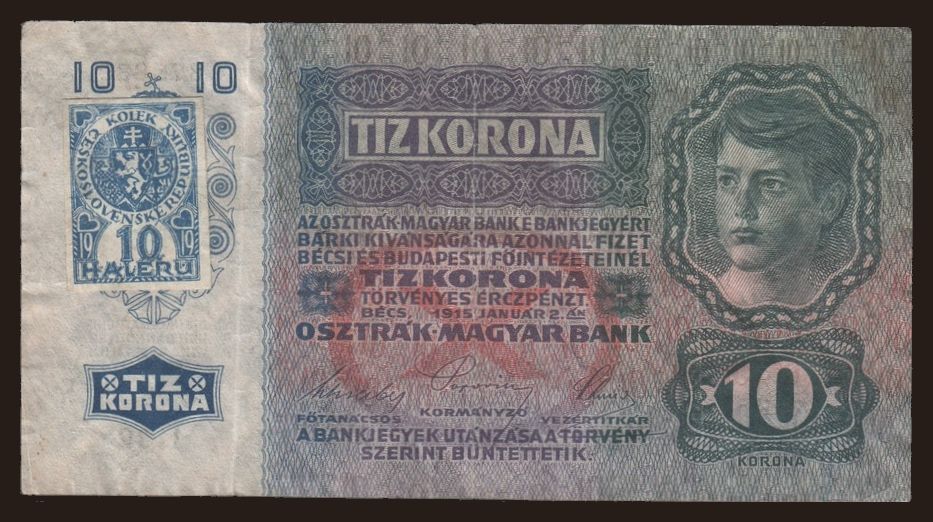 10 10
KOLEK ČESKOSLOVENSKÉ REPUBLIKY
19 19
10
HALÉŘŮ
TIZ
KORONA
TIZ KORONA
AZ OSZTRÁK-MAGYAR BANK E BANKJEGYÉRT
BÁRKI KIVÁNSÁGÁRA AZONNAL FIZET
BÉCSI ÉS BUDAPESTI FŐINTÉZETEINÉL
TIZ KORONA
TÖRVÉNYES ÉRCZPÉNZT
BÉCS, 1915 JANUÁR 2.ÁN
OSZTRÁK-MAGYAR BANK
FŐTANÁCSOS KORMÁNYZÓ VEZÉRTITKÁR
A BANKJEGYEK UTÁNZÁSA A TÖRVÉNY
SZERINT BÜNTETTETIK.
10
KORONA